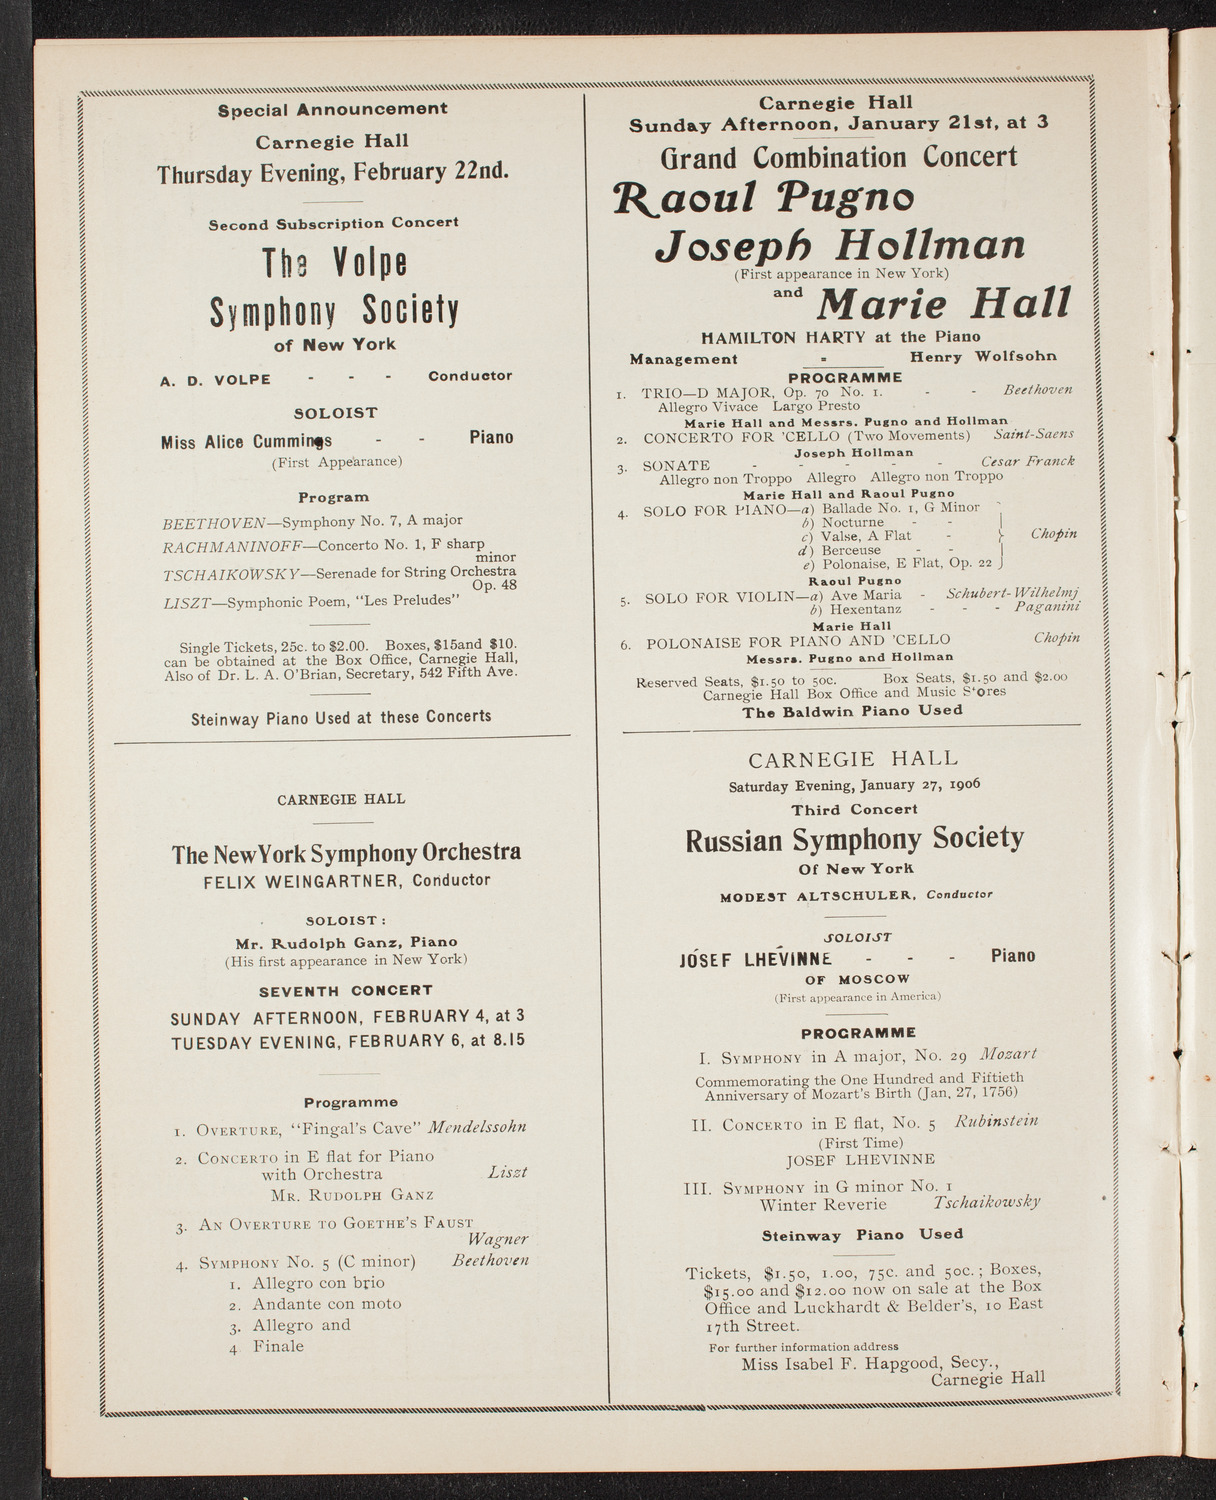 Special Announcement
Carnegie Hall
Thursday Evening, February 22nd.
Second Subscription Concert
The Volpe
Symphony Society
of New York
A. D. VOLPE - - - Conductor
SOLOIST
Miss Alice Cummings - - Piano
(First Appearance)
Program
BEETHOVEN—Symphony No. 7, A major
RACHMANINOFF—Concerto No. 1, F sharp
minor
TSCHAIKOWSKY—Serenade for String Orchestra
Op. 48
LISZT—Symphonic Poem, "Les Preludes"
Single Tickets, 25c. to $2.00. Boxes, $15and $10.
can be obtained at the Box Office, Carnegie Hall,
Also of Dr. L. A. O'Brian, Secretary, 542 Fifth Ave.
Steinway Piano Used at these Concerts
CARNEGIE HALL
The NewYork Symphony Orchestra
FELIX WEINGARTNER, Conductor
SOLOIST:
Mr. Rudolph Ganz, Piano
(His first appearance in New York)
SEVENTH CONCERT
SUNDAY AFTERNOON, FEBRUARY 4, at 3
TUESDAY EVENING, FEBRUARY 6, at 8.15
Programme
1. OVERTURE, "Fingal's Cave" Mendelssohn
2. CONCERTO in E flat for Piano
with Orchestra Liszt
MR. RUDOLPH GANZ
3. AN OVERTURE TO GOETHE'S FAUST
Wagner
4. SYMPHONY No. 5 (C minor) Beethoven
1. Allegro con brio
2. Andante con moto
3. Allegro and
4 Finale
Carnegie Hall
Sunday Afternoon, January 21st, at 3
Grand Combination Concert
Raoul Pugno
Joseph Hollman
(First appearance in New York)
and Marie Hall
HAMILTON HARTY at the Piano
Management = Henry Wolfsohn
PROGRAMME
1. TRIO—D MAJOR, Op. 70 No. 1. - - Beethoven
Allegro Vivace Largo Presto
Marie Hall and Messrs. Pugno and Hollman
2. CONCERTO FOR 'CELLO (Two Movements) Saint-Saens
Joseph Hollman
3. SONATE - - - - - Cesar Franck
Allegro non Troppo Allegro Allegro non Troppo
Marie Hall and Raoul Pugno
4. SOLO FOR PIANO—a) Ballade No. 1, G Minor
b) Nocturne - -
c) Valse, A Flat - } Chopin
d) Berceuse - -
e) Polonaise, E Flat, Op. 22
Raoul Pugno
5. SOLO FOR VIOLIN—a) Ave Maria - Schubert-Wilhelmj
b) Hexentanz - - - Paganini
Marie Hall
6. POLONAISE FOR PIANO AND 'CELLO Chopin
Messrs. Pugno and Hollman
Reserved Seats, $1.50 to 50c. Box Seats, $1.50 and $2.00
Carnegie Hall Box Office and Music S'ores
The Baldwin Piano Used
CARNEGIE HALL
Saturday Evening, January 27, 1906
Third Concert
Russian Symphony Society
Of New York
MODEST ALTSCHULER, Conductor
SOLOIST
JOSEF LHEVINNE - - - Piano
OF MOSCOW
(First appearance in America)
PROGRAMME
I. SYMPHONY in A major, No. 29 Mozart
Commemorating the One Hundred and Fiftieth
Anniversary of Mozart's Birth (Jan, 27, 1756)
II. CONCERTO in E flat, No. 5 Rubinstein
(First Time)
JOSEF LHEVINNE
III. SYMPHONY in G minor No. 1
Winter Reverie Tschaikowsky
Steinway Piano Used
Tickets, $1.50, 1.00, 75c. and 50c.; Boxes,
$15.00 and $12.00 now on sale at the Box
Office and Luckhardt & Belder's, 10 East
17th Street.
For further information address
Miss Isabel F. Hapgood, Secy.,
Carnegie Hall